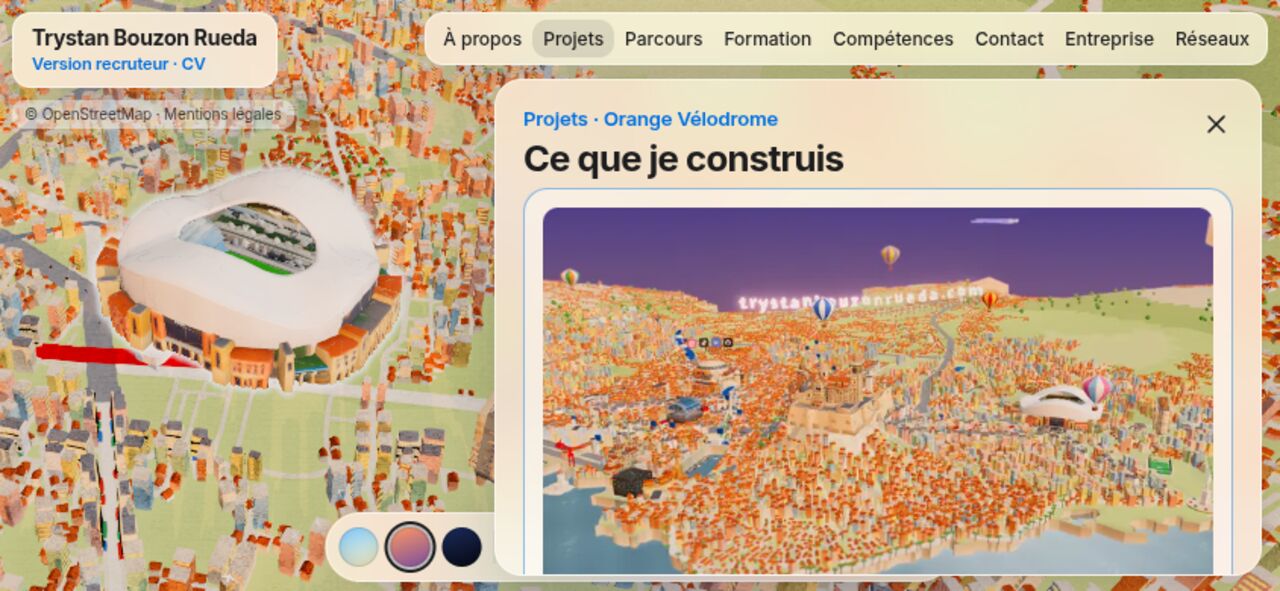 Trystan Bouzon Rueda
Version recruteur · CV
© OpenStreetMap · Mentions légales
À propos Projets Parcours Formation Compétences Contact Entreprise Réseaux
Projets · Orange Vélodrome
Ce que je construis
trystanbouzonrueda.com